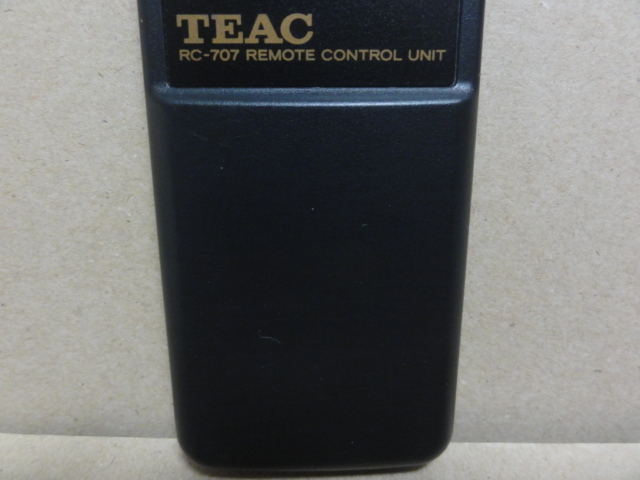 TEAC
RC-707 REMOTE CONTROL UNIT